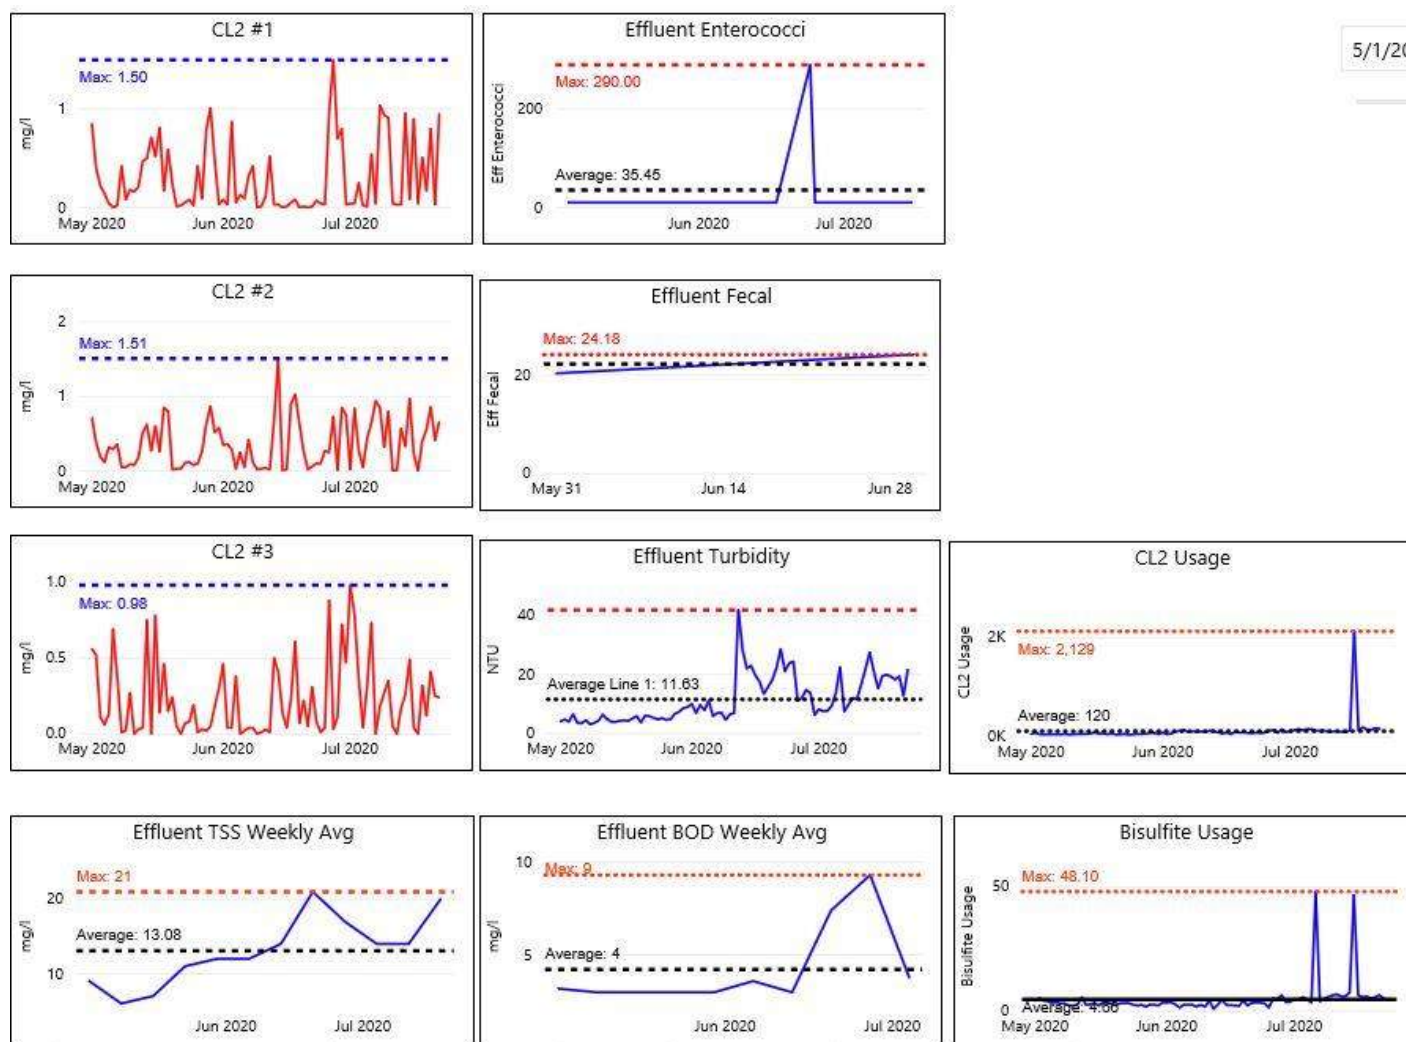 CL2 #1
Max: 1.50
1
mg/l
0
May 2020 Jun 2020 Jul 2020
Effluent Enterococci
Max: 290.00
200
Eff Enterococci
Average: 35.45
0
Jun 2020 Jul 2020
5/1/20
CL2 #2
2
Max: 1.51
1
mg/l
0
May 2020 Jun 2020 Jul 2020
Effluent Fecal
Max: 24.18
20
Eff Fecal
0
May 31 Jun 14 Jun 28
CL2 #3
1.0
Max: 0.98
0.5
mg/l
0.0
May 2020 Jun 2020 Jul 2020
Effluent Turbidity
40
NTU
20
Average Line 1: 11.63
0
May 2020 Jun 2020 Jul 2020
CL2 Usage
2K
Max: 2,129
CL2 Usage
Average: 120
0K
May 2020 Jun 2020 Jul 2020
Effluent TSS Weekly Avg
Max: 21
20
mg/l
Average: 13.08
10
Jun 2020 Jul 2020
Effluent BOD Weekly Avg
10
Max: 9
mg/l
Average: 4
5
Jun 2020 Jul 2020
Bisulfite Usage
Max: 48.10
50
Bisulfite Usage
0
Average: 4.66
May 2020 Jun 2020 Jul 2020